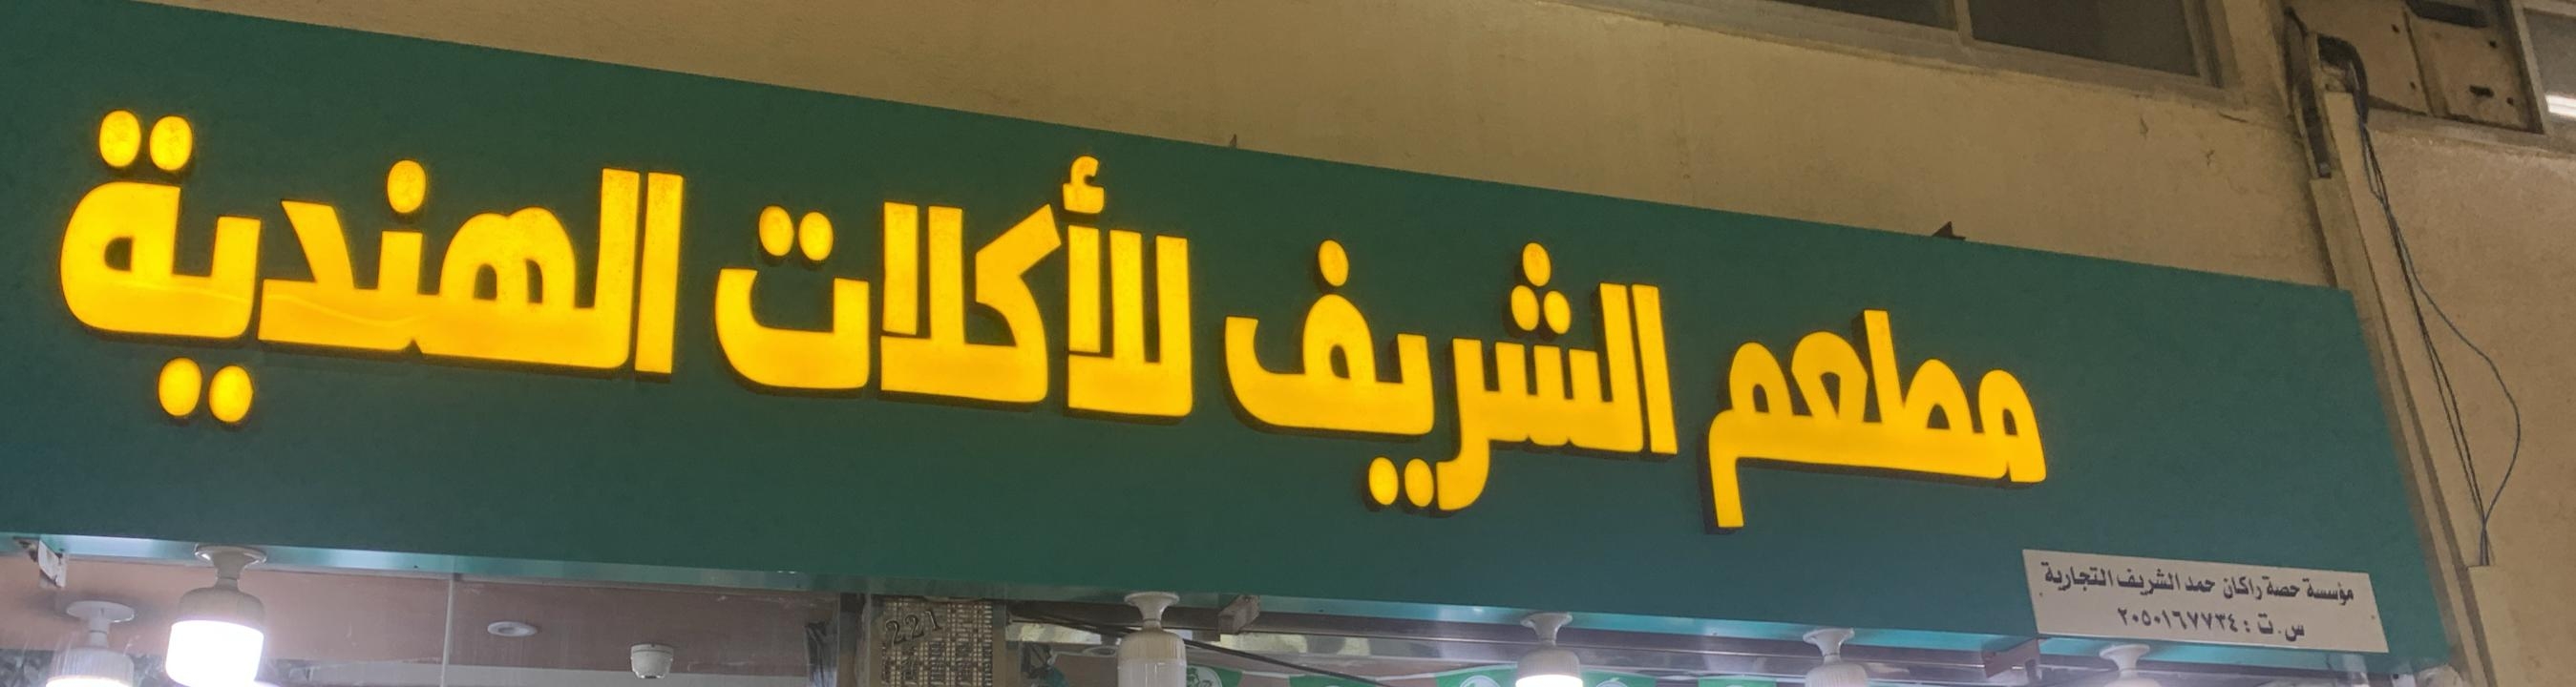 مطعم الشريف للأكلات الهندية
مؤسسة حصة راكان حمد الشريف التجارية
س.ت : ٢٠٥٠١٦٧٧٣٤
221